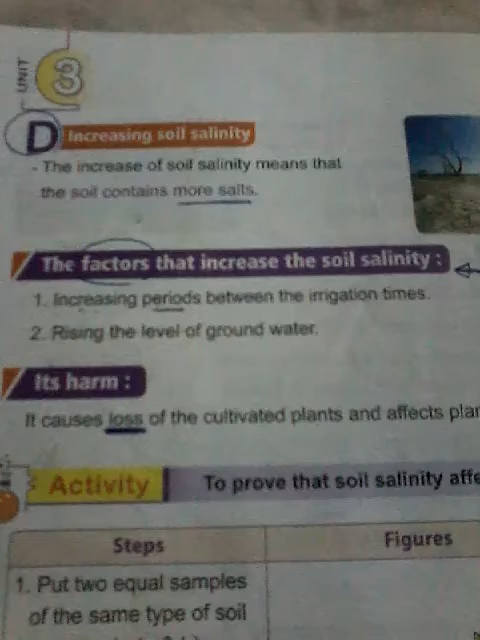 UNIT
3
D Increasing soil salinity
- The increase of soil salinity means that
the soil contains more salts.
The factors that increase the soil salinity :
1. Increasing periods between the irrigation times.
2. Rising the level of ground water.
Its harm :
It causes loss of the cultivated plants and affects
Activity To prove that soil salinity
Steps Figures
1. Put two equal samples
of the same type of soil